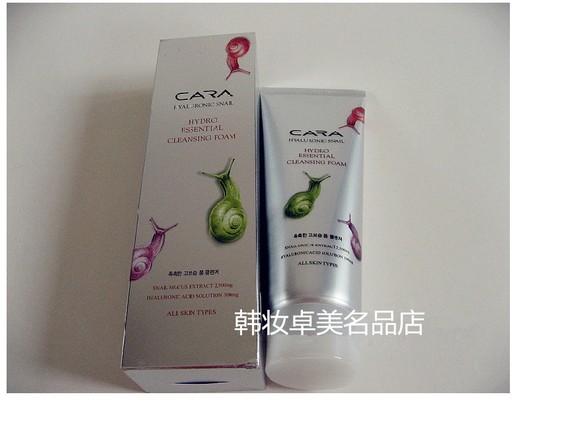 CARA
HYALURONIC SNAIL
HYDRO
ESSENTIAL
CLEANSING FOAM
촉촉한 고보습 폼 클렌저
SNAIL MUCUS EXTRACT 2,500mg
HYALURONIC ACID SOLUTION 500mg
ALL SKIN TYPES
CARA
HYALURONIC SNAIL
HYDRO
ESSENTIAL
CLEANSING FOAM
촉촉한 고보습 폼 클렌저
SNAIL MUCUS EXTRACT
HYALURONIC ACID SOLUTION
ALL SKIN TYPES
韩妆卓美名品店